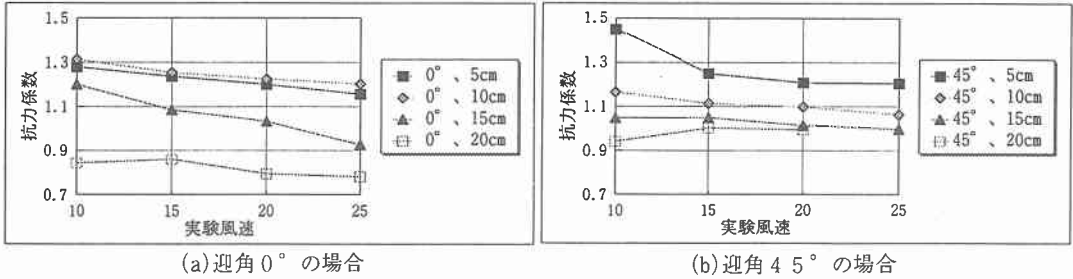 1.5
1.3
1.1
0.9
0.7
抗力係数
10
15
20
25
実験風速
0°、5cm
0°、10cm
0°、15cm
0°、20cm
(a)迎角0°の場合
1.5
1.3
1.1
0.9
0.7
抗力係数
10
15
20
25
実験風速
45°、5cm
45°、10cm
45°、15cm
45°、20cm
(b)迎角45°の場合